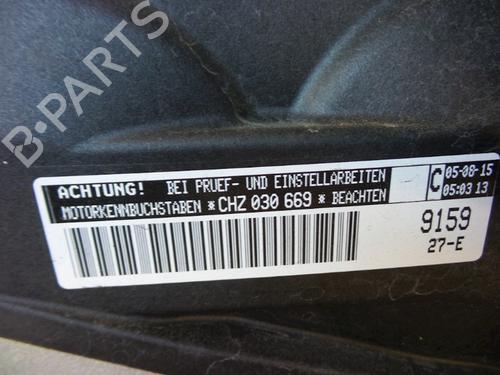 B-PARTS
ACHTUNG! BEI PRUEF- UND EINSTELLARBEITEN
MOTORKENNBUCHSTABEN *CHZ 030 669* BEACHTEN
C
05-08-15
05:03 13
9159
27-E